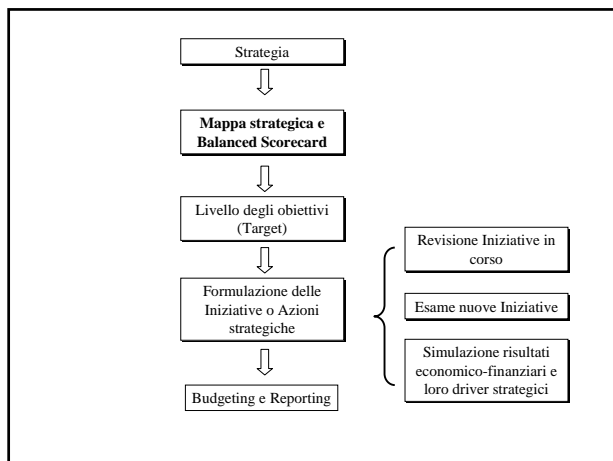 Strategia
Mappa strategica e
Balanced Scorecard
Livello degli obiettivi
(Target)
Formulazione delle
Iniziative o Azioni
strategiche
Budgeting e Reporting
Revisione Iniziative in
corso
Esame nuove Iniziative
Simulazione risultati
economico-finanziari e
loro driver strategici